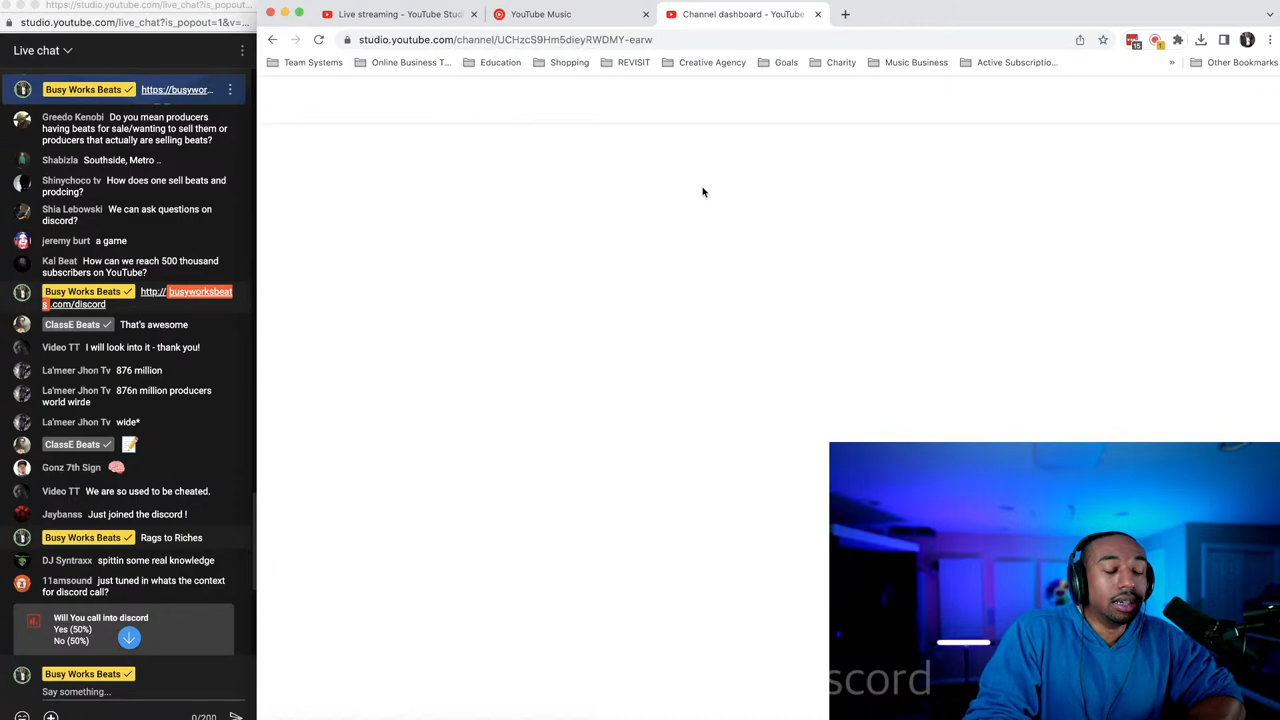 https://studio.youtube.com/live_chat?is_popout=1
studio.youtube.com/live_chat?is_popout=1&v=...
Live chat
Busy Works Beats https://busywor...
Greedo Kenobi Do you mean producers
having beats for sale/wanting to sell them or
producers that actually are selling beats?
Shabizla Southside, Metro ..
Shinychoco tv How does one sell beats and
prodcing?
Shia Lebowski We can ask questions on
discord?
jeremy burt a game
Kal Beat How can we reach 500 thousand
subscribers on YouTube?
Busy Works Beats http://busyworksbeat
s.com/discord
ClassE Beats That's awesome
Video TT I will look into it - thank you!
La'meer Jhon Tv 876 million
La'meer Jhon Tv 876n million producers
world wirde
La'meer Jhon Tv wide*
ClassE Beats 📝
Gonz 7th Sign 🧠
Video TT We are so used to be cheated.
Jaybanss Just joined the discord !
Busy Works Beats Rags to Riches
DJ Syntraxx spittin some real knowledge
11amsound just tuned in whats the context
for discord call?
Will You call into discord
Yes (50%)
No (50%)
Busy Works Beats
Say something...
0/200
Live streaming - YouTube Studi
YouTube Music
Channel dashboard - YouTube
studio.youtube.com/channel/UCHzcS9Hm5dieyRWDMY-earw
15
1
Team Systems
Online Business T...
Education
Shopping
REVISIT
Creative Agency
Goals
Charity
Music Business
Active Subscriptio...
»
Other Bookmarks
scord